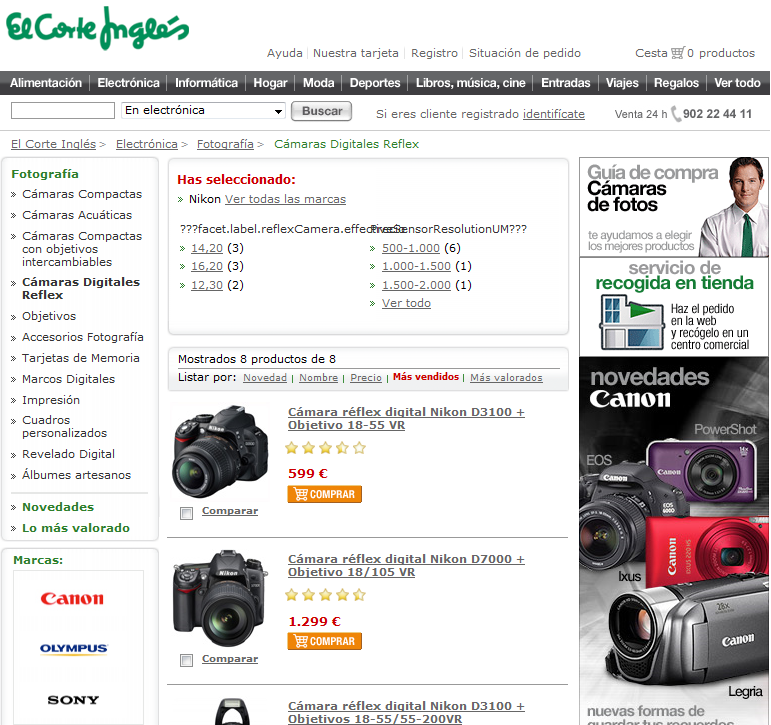 El Corte Inglés
Ayuda Nuestra tarjeta Registro Situación de pedido Cesta 0 productos
Alimentación Electrónica Informática Hogar Moda Deportes Libros, música, cine Entradas Viajes Regalos Ver todo
En electrónica Buscar Si eres cliente registrado identifícate Venta 24 h 902 22 44 11
El Corte Inglés > Electrónica > Fotografía > Cámaras Digitales Reflex
Fotografía
» Cámaras Compactas
» Cámaras Acuáticas
» Cámaras Compactas
con objetivos
intercambiables
» Cámaras Digitales
Reflex
» Objetivos
» Accesorios Fotografía
» Tarjetas de Memoria
» Marcos Digitales
» Impresión
» Cuadros
personalizados
» Revelado Digital
» Álbumes artesanos
» Novedades
» Lo más valorado
Marcas:
Canon
OLYMPUS
SONY
Has seleccionado:
» Nikon Ver todas las marcas
???facet.label.reflexCamera.effectiveSensorResolutionUM???
Precio
» 14,20 (3)
» 16,20 (3)
» 12,30 (2)
» 500-1.000 (6)
» 1.000-1.500 (1)
» 1.500-2.000 (1)
» Ver todo
Mostrados 8 productos de 8
Listar por: Novedad | Nombre | Precio | Más vendidos | Más valorados
Nikon
Cámara réflex digital Nikon D3100 +
Objetivo 18-55 VR
599 €
COMPRAR
Comparar
Nikon
Cámara réflex digital Nikon D7000 +
Objetivo 18/105 VR
1.299 €
COMPRAR
Comparar
Cámara réflex digital Nikon D3100 +
Objetivos 18-55/55-200VR
Guía de compra
Cámaras
de fotos
te ayudamos a elegir
los mejores productos
servicio de
recogida en tienda
Haz el pedido
en la web
y recógelo en un
centro comercial
novedades
Canon
PowerShot
EOS
Canon
Canon
EOS
600D
Canon
IXUS 220 HS
Ixus
28x
Canon
Legria
nuevas formas de
guardar tus recuerdos